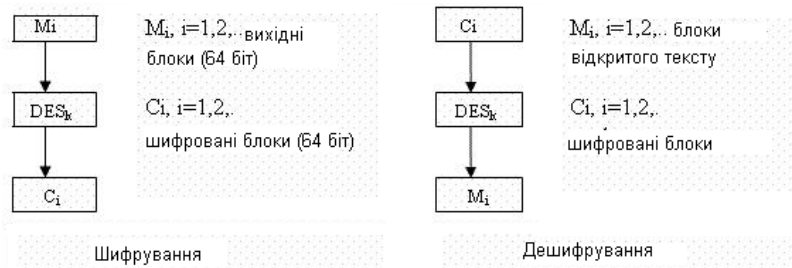 Mi
DESk
Ci
Mi, i=1,2,..вихідні
блоки (64 біт)
Ci, i=1,2,.
шифровані блоки (64 біт)
Шифрування
Ci
DESk
Mi
Mi, i=1,2,.. блоки
відкритого тексту
Ci, i=1,2,.
шифровані блоки
Дешифрування